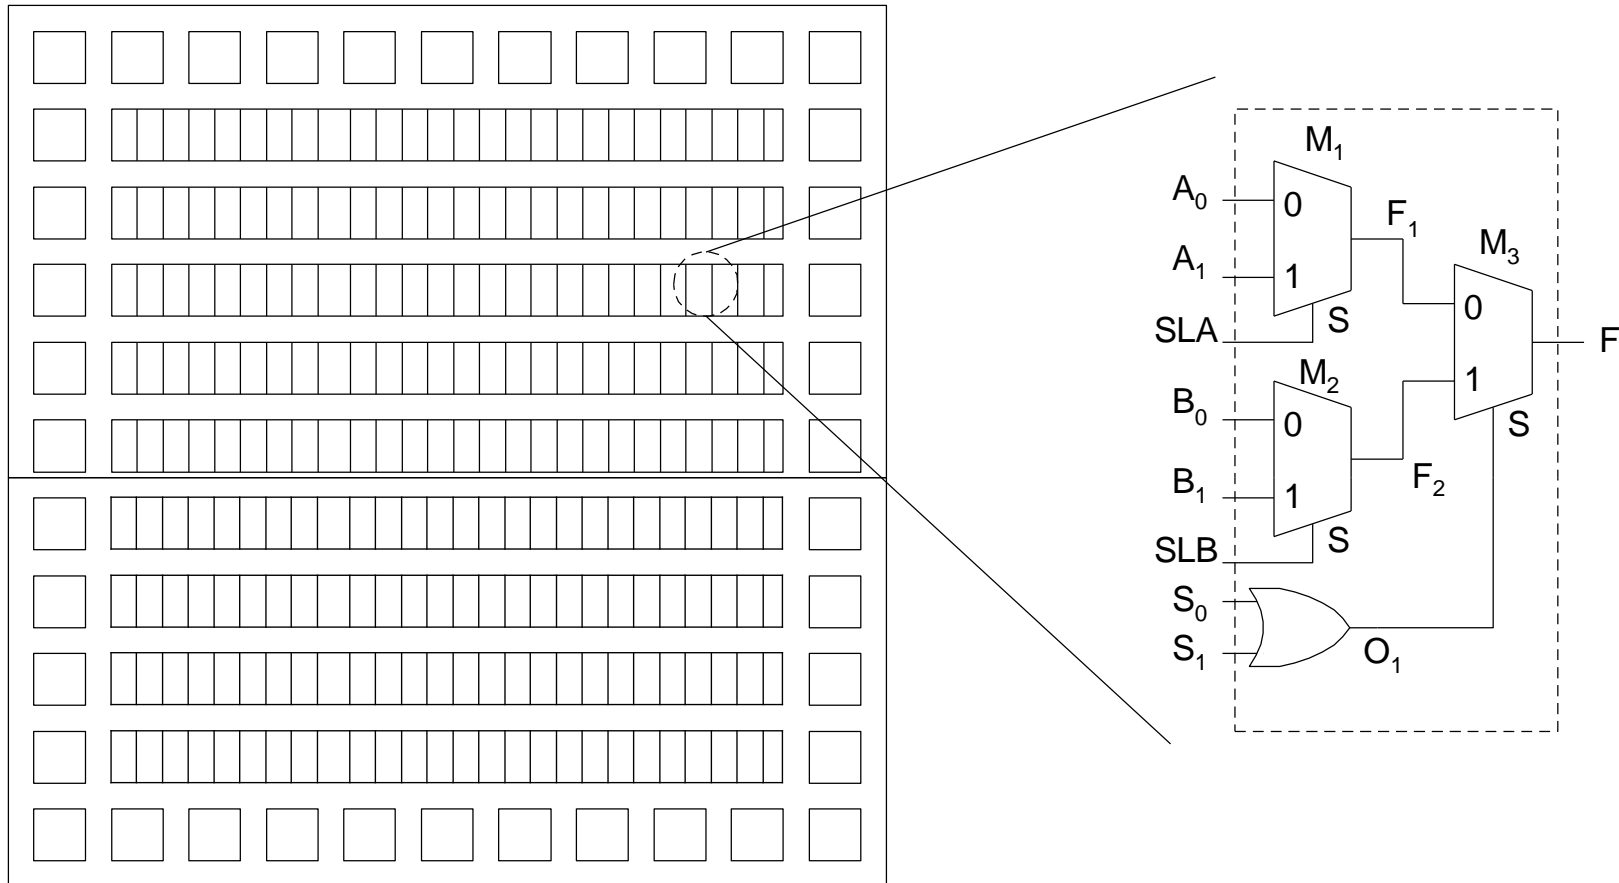 M₁
A₀
0
F₁
M₃
A₁
1
0
S
SLA
F
M₂
1
B₀
0
S
B₁
1
F₂
S
SLB
S₀
S₁
O₁